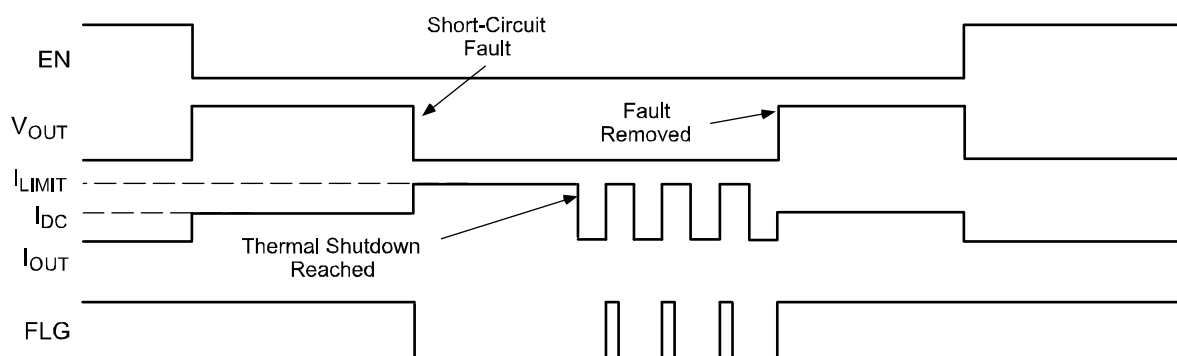 Short-Circuit
Fault
EN
Fault
Removed
VOUT
ILIMIT
IDC
Thermal Shutdown
Reached
IOUT
FLG